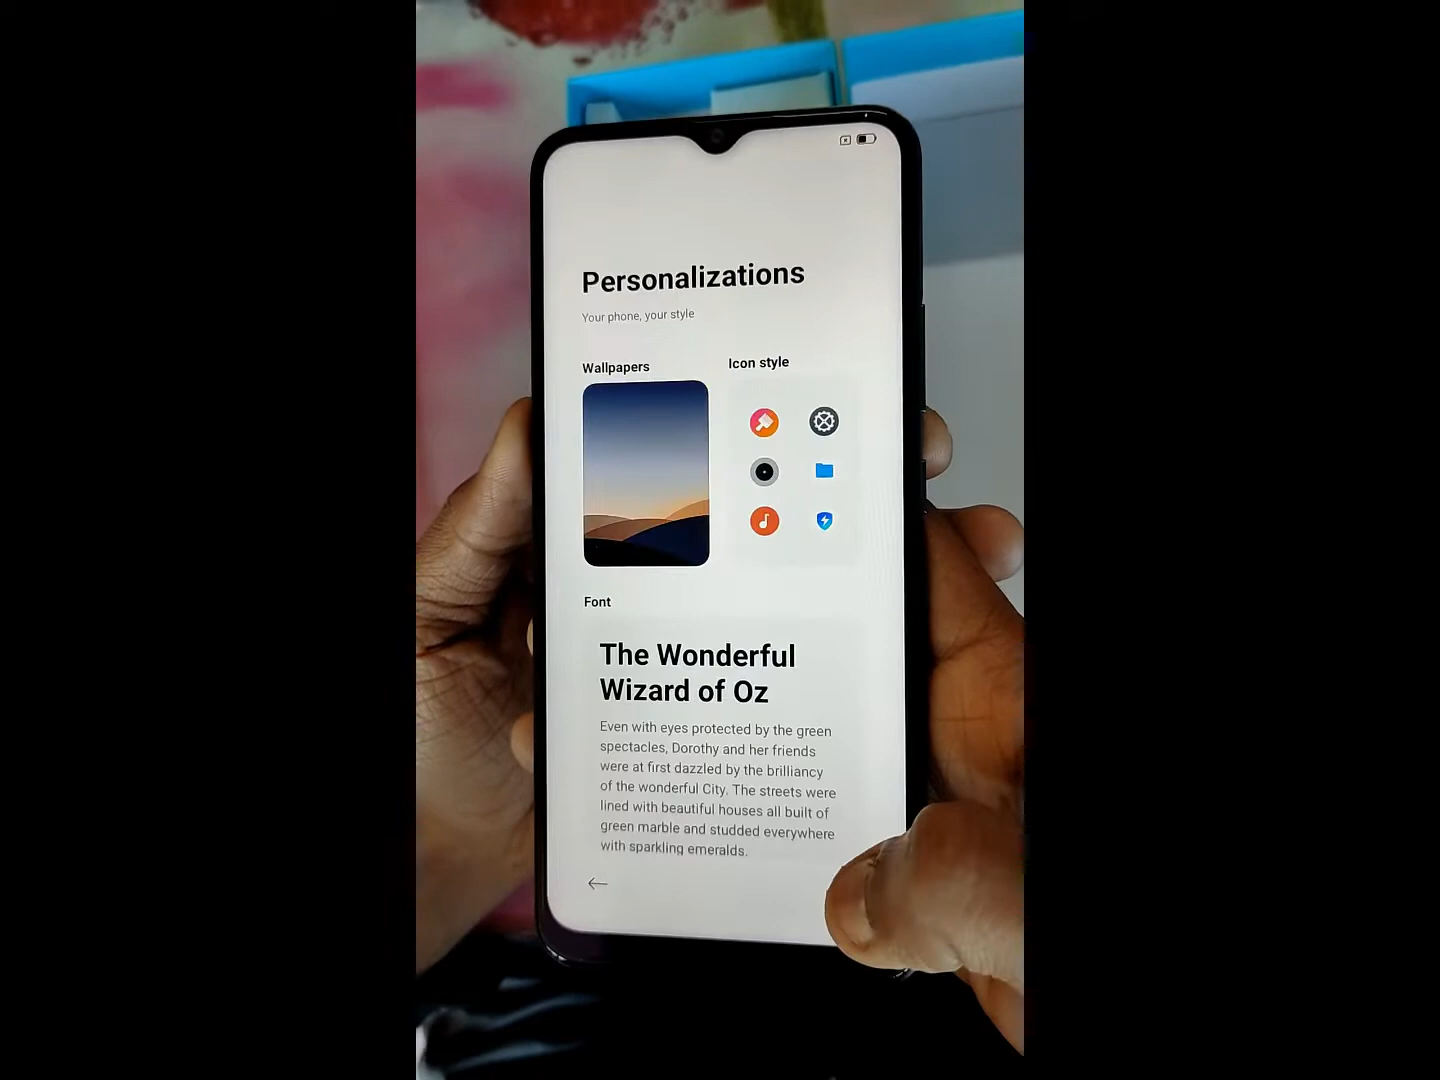 Personalizations
Your phone, your style
Wallpapers
Icon style
Font
The Wonderful
Wizard of Oz
Even with eyes protected by the green
spectacles, Dorothy and her friends
were at first dazzled by the brilliancy
of the wonderful City. The streets were
lined with beautiful houses all built of
green marble and studded everywhere
with sparkling emeralds.